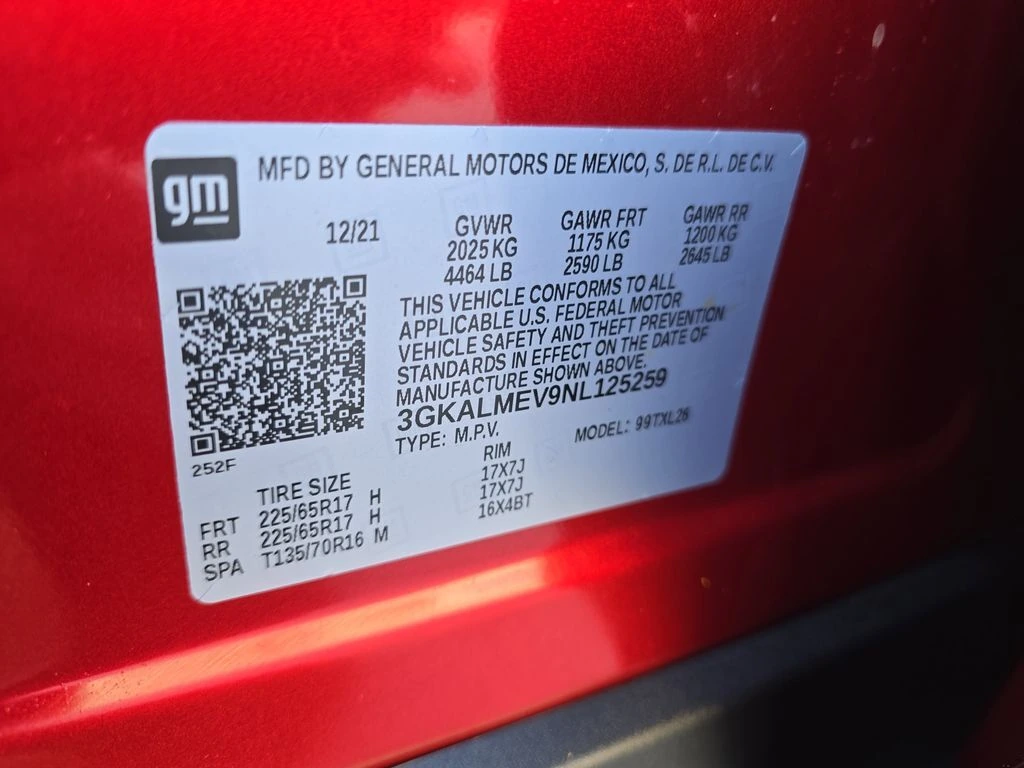 gm
MFD BY GENERAL MOTORS DE MEXICO, S. DE R.L. DE C.V.
12/21 GVWR GAWR FRT GAWR RR
2025 KG 1175 KG 1200 KG
4464 LB 2590 LB 2645 LB
THIS VEHICLE CONFORMS TO ALL
APPLICABLE U.S. FEDERAL MOTOR
VEHICLE SAFETY AND THEFT PREVENTION
STANDARDS IN EFFECT ON THE DATE OF
MANUFACTURE SHOWN ABOVE.
3GKALMEV9NL125259
TYPE: M.P.V. MODEL: 99TXL26
252F
TIRE SIZE RIM
FRT 225/65R17 H 17X7J
RR 225/65R17 H 17X7J
SPA T135/70R16 M 16X4BT